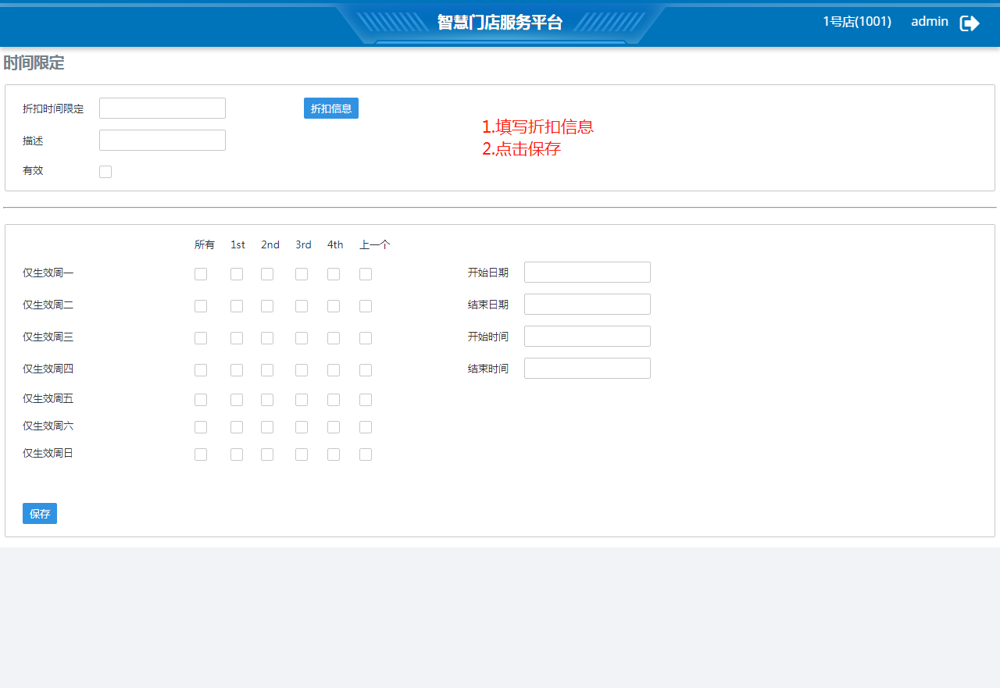 智慧门店服务平台
1号店(1001) admin
时间限定
折扣时间限定 折扣信息
1.填写折扣信息
描述
2.点击保存
有效
所有 1st 2nd 3rd 4th 上一个
仅生效周一 开始日期
仅生效周二 结束日期
仅生效周三 开始时间
仅生效周四 结束时间
仅生效周五
仅生效周六
仅生效周日
保存